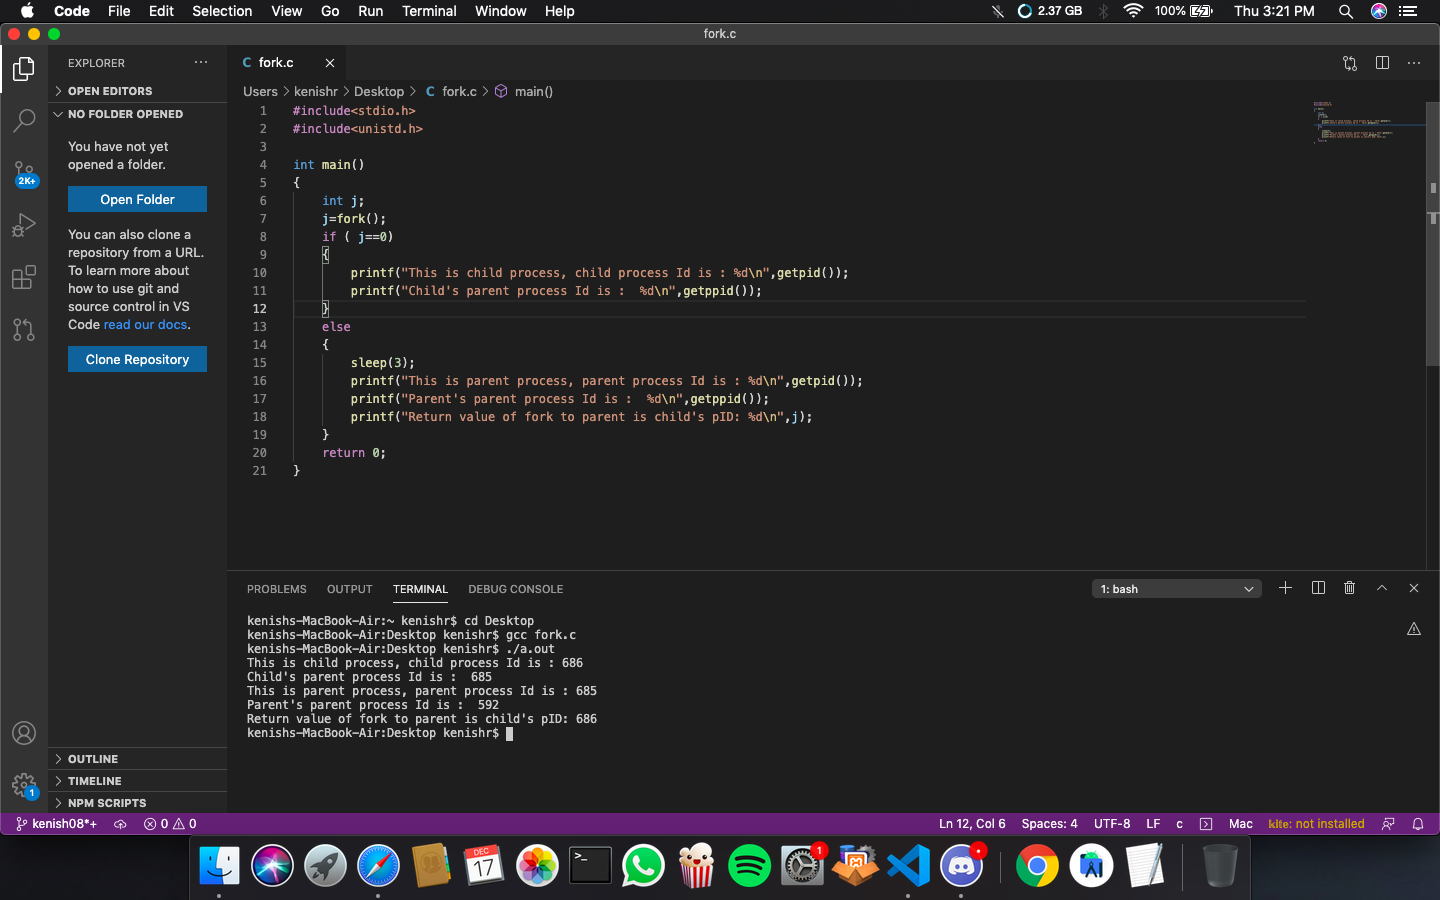 Code File Edit Selection View Go Run Terminal Window Help 2.37 GB 100% Thu 3:21 PM
fork.c
EXPLORER ···
OPEN EDITORS
NO FOLDER OPENED
You have not yet
opened a folder.
Open Folder
You can also clone a
repository from a URL.
To learn more about
how to use git and
source control in VS
Code read our docs.
Clone Repository
2K+
1
OUTLINE
TIMELINE
NPM SCRIPTS
C fork.c
Users > kenishr > Desktop > C fork.c > main()
1 #include<stdio.h>
2 #include<unistd.h>
3
4 int main()
5 {
6 int j;
7 j=fork();
8 if ( j==0)
9 {
10 printf("This is child process, child process Id is : %d\n",getpid());
11 printf("Child's parent process Id is :  %d\n",getppid());
12 }
13 else
14 {
15 sleep(3);
16 printf("This is parent process, parent process Id is : %d\n",getpid());
17 printf("Parent's parent process Id is :  %d\n",getppid());
18 printf("Return value of fork to parent is child's pID: %d\n",j);
19 }
20 return 0;
21 }
PROBLEMS OUTPUT TERMINAL DEBUG CONSOLE 1: bash
kenishs-MacBook-Air:~ kenishr$ cd Desktop
kenishs-MacBook-Air:Desktop kenishr$ gcc fork.c
kenishs-MacBook-Air:Desktop kenishr$ ./a.out
This is child process, child process Id is : 686
Child's parent process Id is :  685
This is parent process, parent process Id is : 685
Parent's parent process Id is :  592
Return value of fork to parent is child's pID: 686
kenishs-MacBook-Air:Desktop kenishr$
kenish08*+ 0 0 Ln 12, Col 6 Spaces: 4 UTF-8 LF c Mac kite: not installed
DEC
17
1